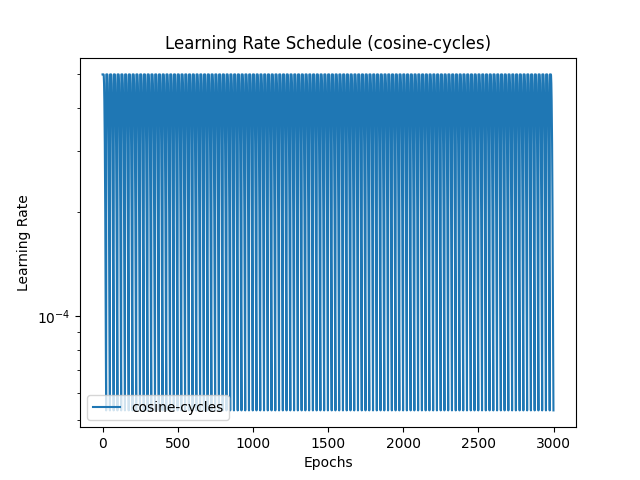 Learning Rate Schedule (cosine-cycles)
Learning Rate
10⁻⁴
cosine-cycles
0 500 1000 1500 2000 2500 3000
Epochs